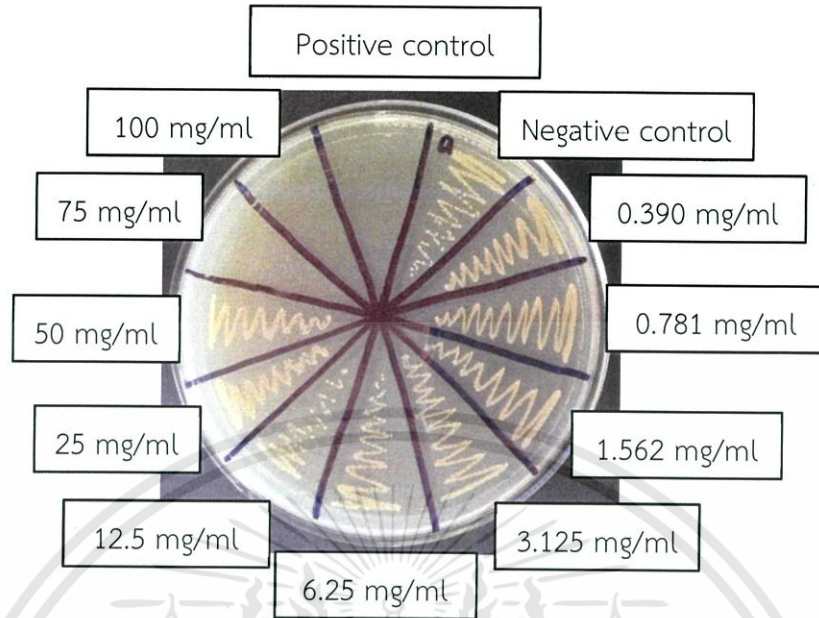 Positive control
100 mg/ml
Negative control
75 mg/ml
0.390 mg/ml
50 mg/ml
0.781 mg/ml
25 mg/ml
1.562 mg/ml
12.5 mg/ml
3.125 mg/ml
6.25 mg/ml